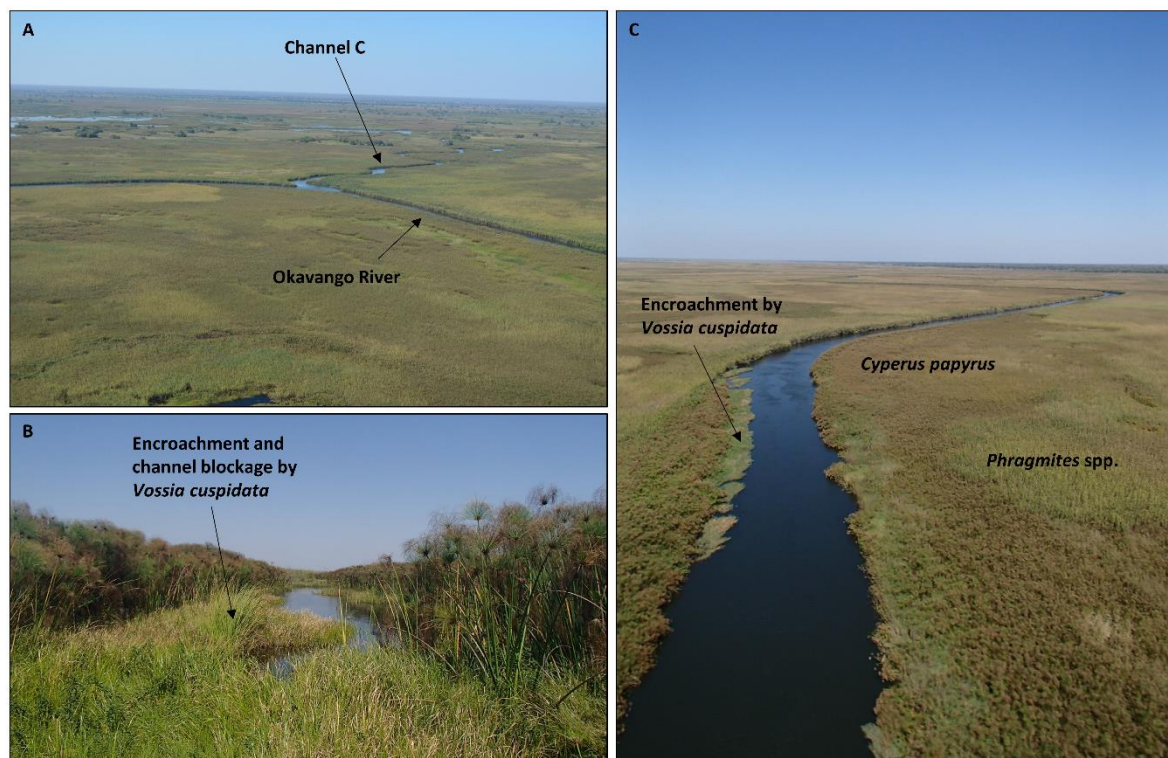 A
Channel C
Okavango River
B
Encroachment and
channel blockage by
Vossia cuspidata
C
Encroachment by
Vossia cuspidata
Cyperus papyrus
Phragmites spp.